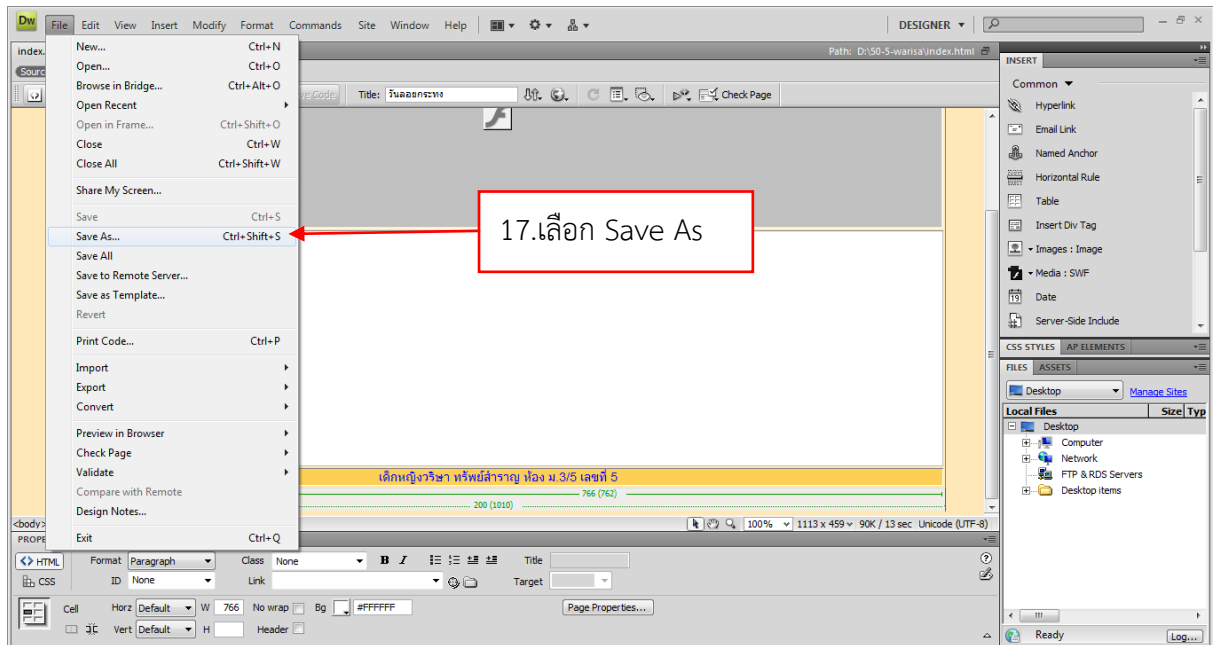 Dw File Edit View Insert Modify Format Commands Site Window Help DESIGNER
index. Path: D:\50-5-warisa\index.html
Sourc
Title: วันลอยกระทง Check Page
New... Ctrl+N
Open... Ctrl+O
Browse in Bridge... Ctrl+Alt+O
Open Recent
Open in Frame... Ctrl+Shift+O
Close Ctrl+W
Close All Ctrl+Shift+W
Share My Screen...
Save Ctrl+S
Save As... Ctrl+Shift+S
Save All
Save to Remote Server...
Save as Template...
Revert
Print Code... Ctrl+P
Import
Export
Convert
Preview in Browser
Check Page
Validate
Compare with Remote
Design Notes...
Exit Ctrl+Q
17.เลือก Save As
เด็กหญิงวริษา ทรัพย์สำราญ ห้อง ม.3/5 เลขที่ 5
766 (762)
200 (1010)
<body> 100% 1113 x 459 90K / 13 sec Unicode (UTF-8)
PROPE
HTML Format Paragraph Class None B I Title
CSS ID None Link Target
Cell Horz Default W 766 No wrap Bg #FFFFFF Page Properties...
Vert Default H Header
INSERT
Common
Hyperlink
Email Link
Named Anchor
Horizontal Rule
Table
Insert Div Tag
Images : Image
Media : SWF
19 Date
Server-Side Include
CSS STYLES AP ELEMENTS
FILES ASSETS
Desktop Manage Sites
Local Files Size Typ
Desktop
Computer
Network
FTP & RDS Servers
Desktop items
Ready Log...